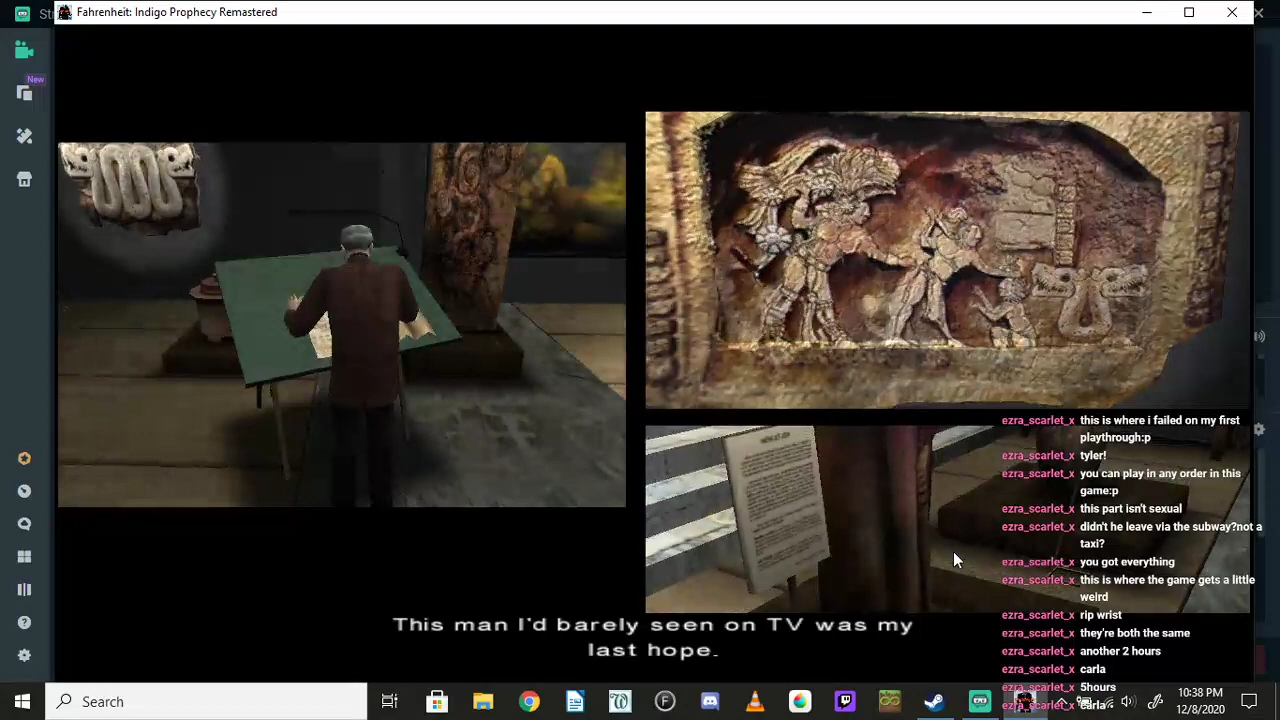 Str
Fahrenheit: Indigo Prophecy Remastered
New
This man I'd barely seen on TV was my
last hope.
ezra_scarlet_x this is where i failed on my first
playthrough:p
ezra_scarlet_x tyler!
ezra_scarlet_x you can play in any order in this
game:p
ezra_scarlet_x this part isn't sexual
ezra_scarlet_x didn't he leave via the subway?not a
taxi?
ezra_scarlet_x you got everything
ezra_scarlet_x this is where the game gets a little
weird
ezra_scarlet_x rip wrist
ezra_scarlet_x they're both the same
ezra_scarlet_x another 2 hours
ezra_scarlet_x carla
ezra_scarlet_x 5hours
ezra_scarlet_x carla
Search
10:38 PM
12/8/2020